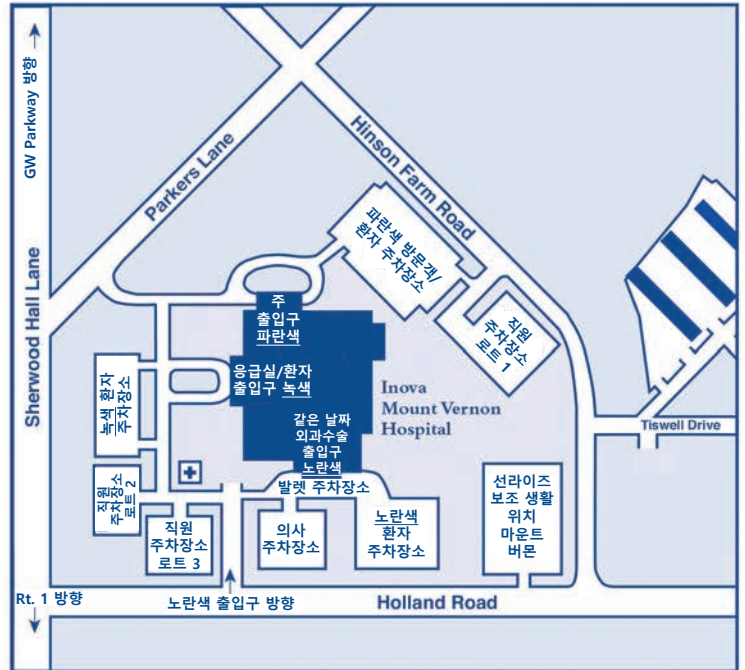 GW Parkway 방향
Sherwood Hall Lane
Parkers Lane
Hinson Farm Road
파란색 방문객/
환자 주차장소
직원
주차장소
로트 1
주
출입구
파란색
응급실/환자
출입구 녹색
녹색 환자
주차장소
Inova
Mount Vernon
Hospital
같은 날짜
외과수술
출입구
노란색
Tiswell Drive
발렛 주차장소
직원
주차장소
로트 2
직원
주차장소
로트 3
의사
주차장소
노란색
환자
주차장소
선라이즈
보조 생활
위치
마운트
버몬
Rt. 1 방향
노란색 출입구 방향
Holland Road